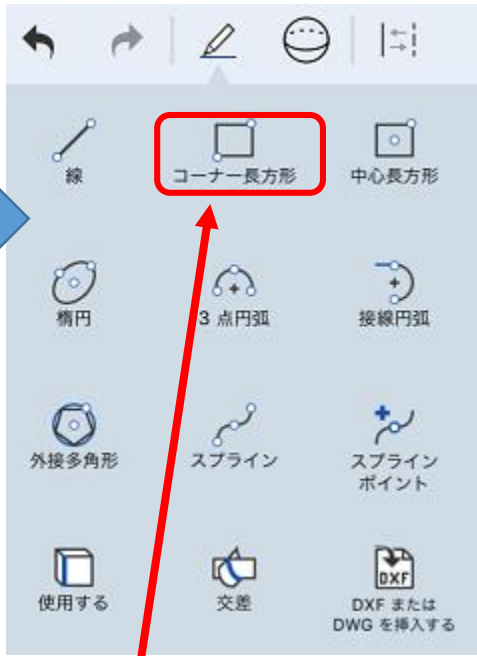 線
コーナー長方形
中心長方形
楕円
3 点円弧
接線円弧
外接多角形
スプライン
スプライン
ポイント
使用する
交差
DXF
DXF または
DWG を挿入する